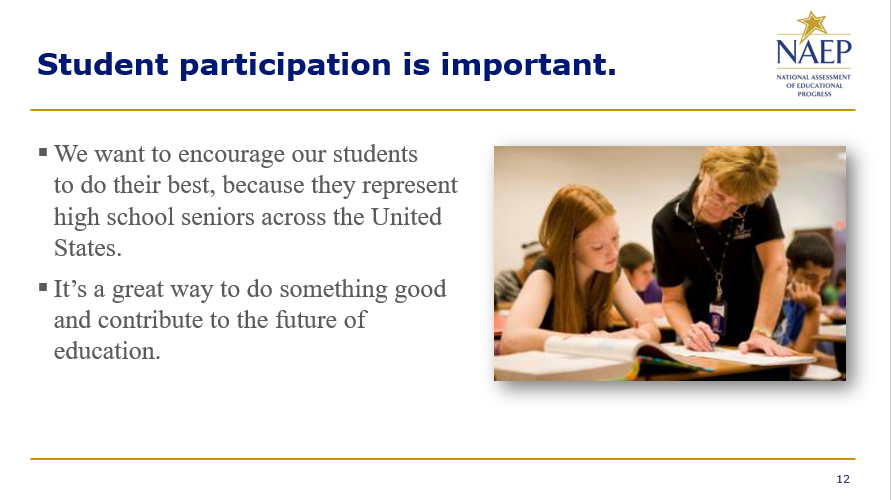 Student participation is important.
NAEP
NATIONAL ASSESSMENT
OF EDUCATIONAL
PROGRESS
▪ We want to encourage our students
to do their best, because they represent
high school seniors across the United
States.
▪ It’s a great way to do something good
and contribute to the future of
education.
12